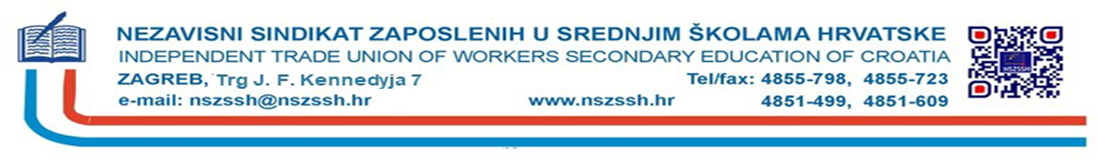 NEZAVISNI SINDIKAT ZAPOSLENIH U SREDNJIM ŠKOLAMA HRVATSKE
INDEPENDENT TRADE UNION OF WORKERS SECONDARY EDUCATION OF CROATIA
ZAGREB, Trg J. F. Kennedyja 7 Tel/fax: 4855-798, 4855-723
e-mail: nszssh@nszssh.hr www.nszssh.hr 4851-499, 4851-609
NSZSSH